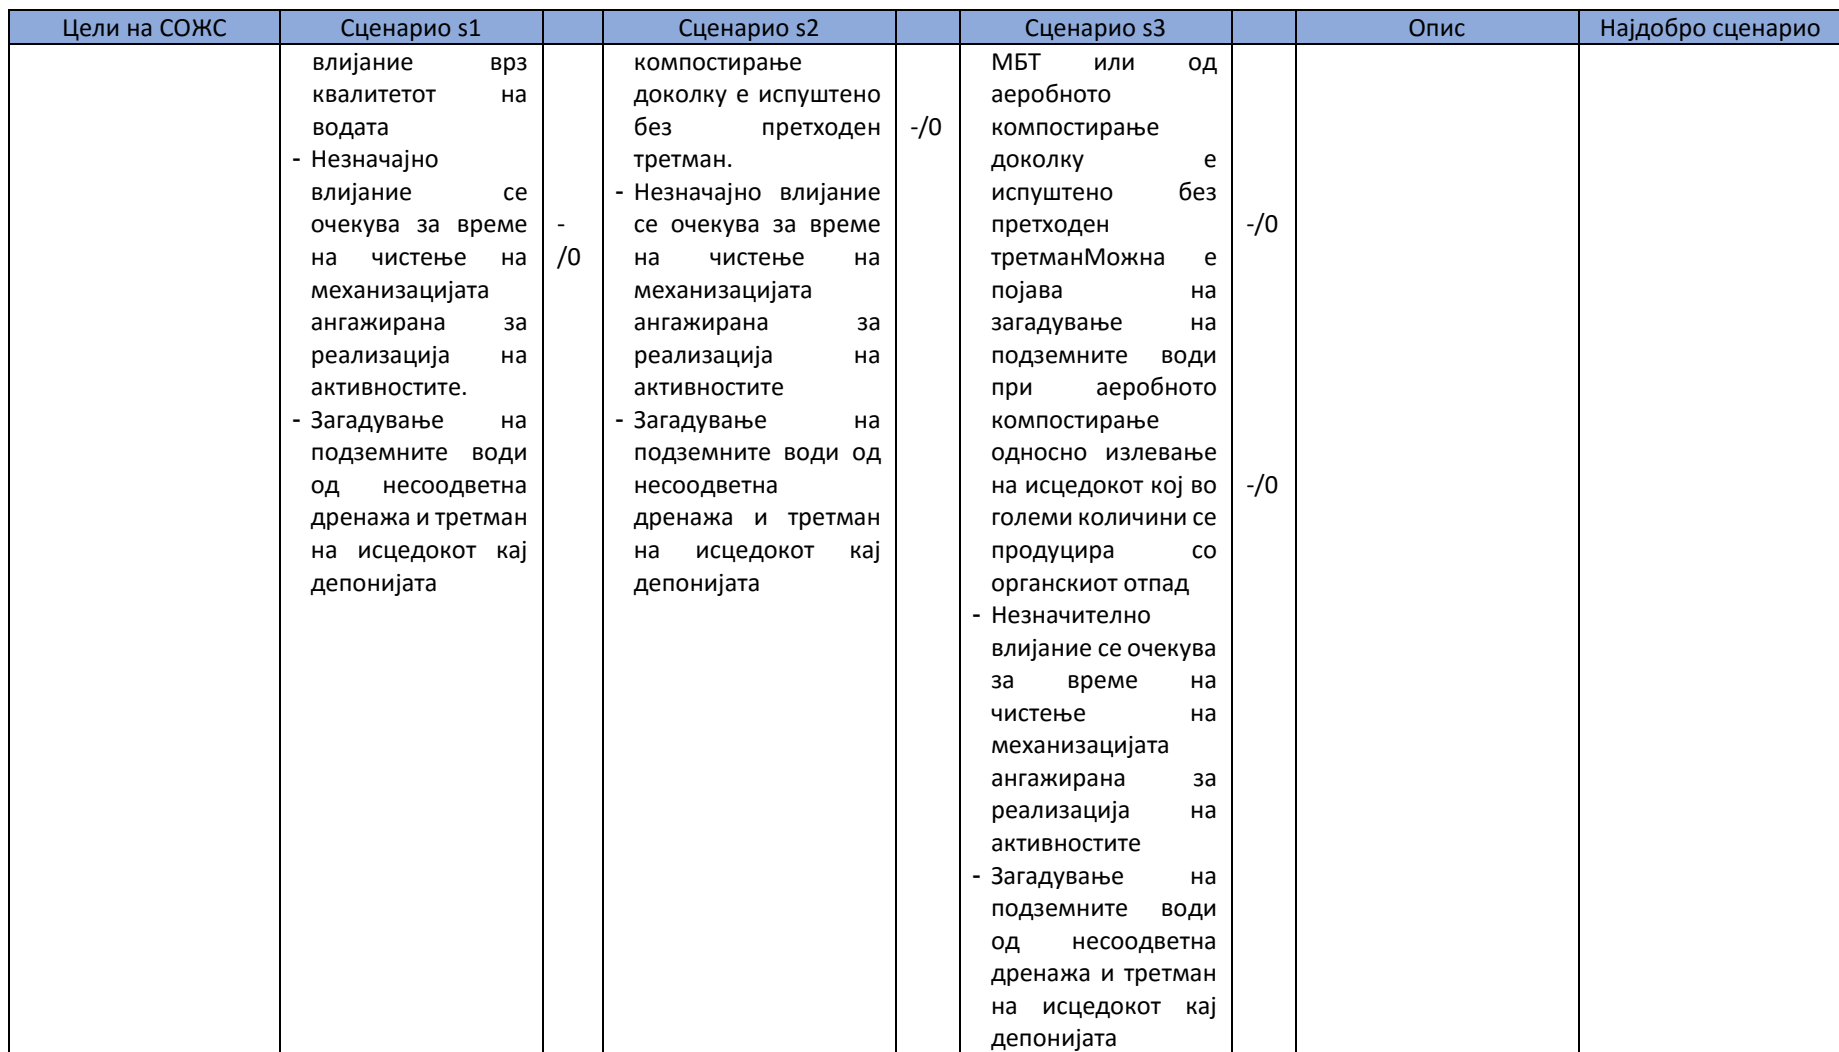 Цели на СОЖС
Сценарио s1
Сценарио s2
Сценарио s3
Опис
Најдобро сценарио
влијание врз
квалитетот на
водата
- Незначајно
влијание се
очекува за време
на чистење на
механизацијата
ангажирана за
реализација на
активностите.
- Загадување на
подземните води
од несоодветна
дренажа и третман
на исцедокот кај
депонијата
-
/0
компостирање
доколку е испуштено
без претходен
третман.
- Незначајно влијание
се очекува за време
на чистење на
механизацијата
ангажирана за
реализација на
активностите
- Загадување на
подземните води од
несоодветна
дренажа и третман
на исцедокот кај
депонијата
-/0
МБТ или од
аеробното
компостирање
доколку е
испуштено без
претходен
третманМожна е
појава на
загадување на
подземните води
при аеробното
компостирање
односно излевање
на исцедокот кој во
големи количини се
продуцира со
органскиот отпад
- Незначително
влијание се очекува
за време на
чистење на
механизацијата
ангажирана за
реализација на
активностите
- Загадување на
подземните води
од несоодветна
дренажа и третман
на исцедокот кај
депонијата
-/0
-/0